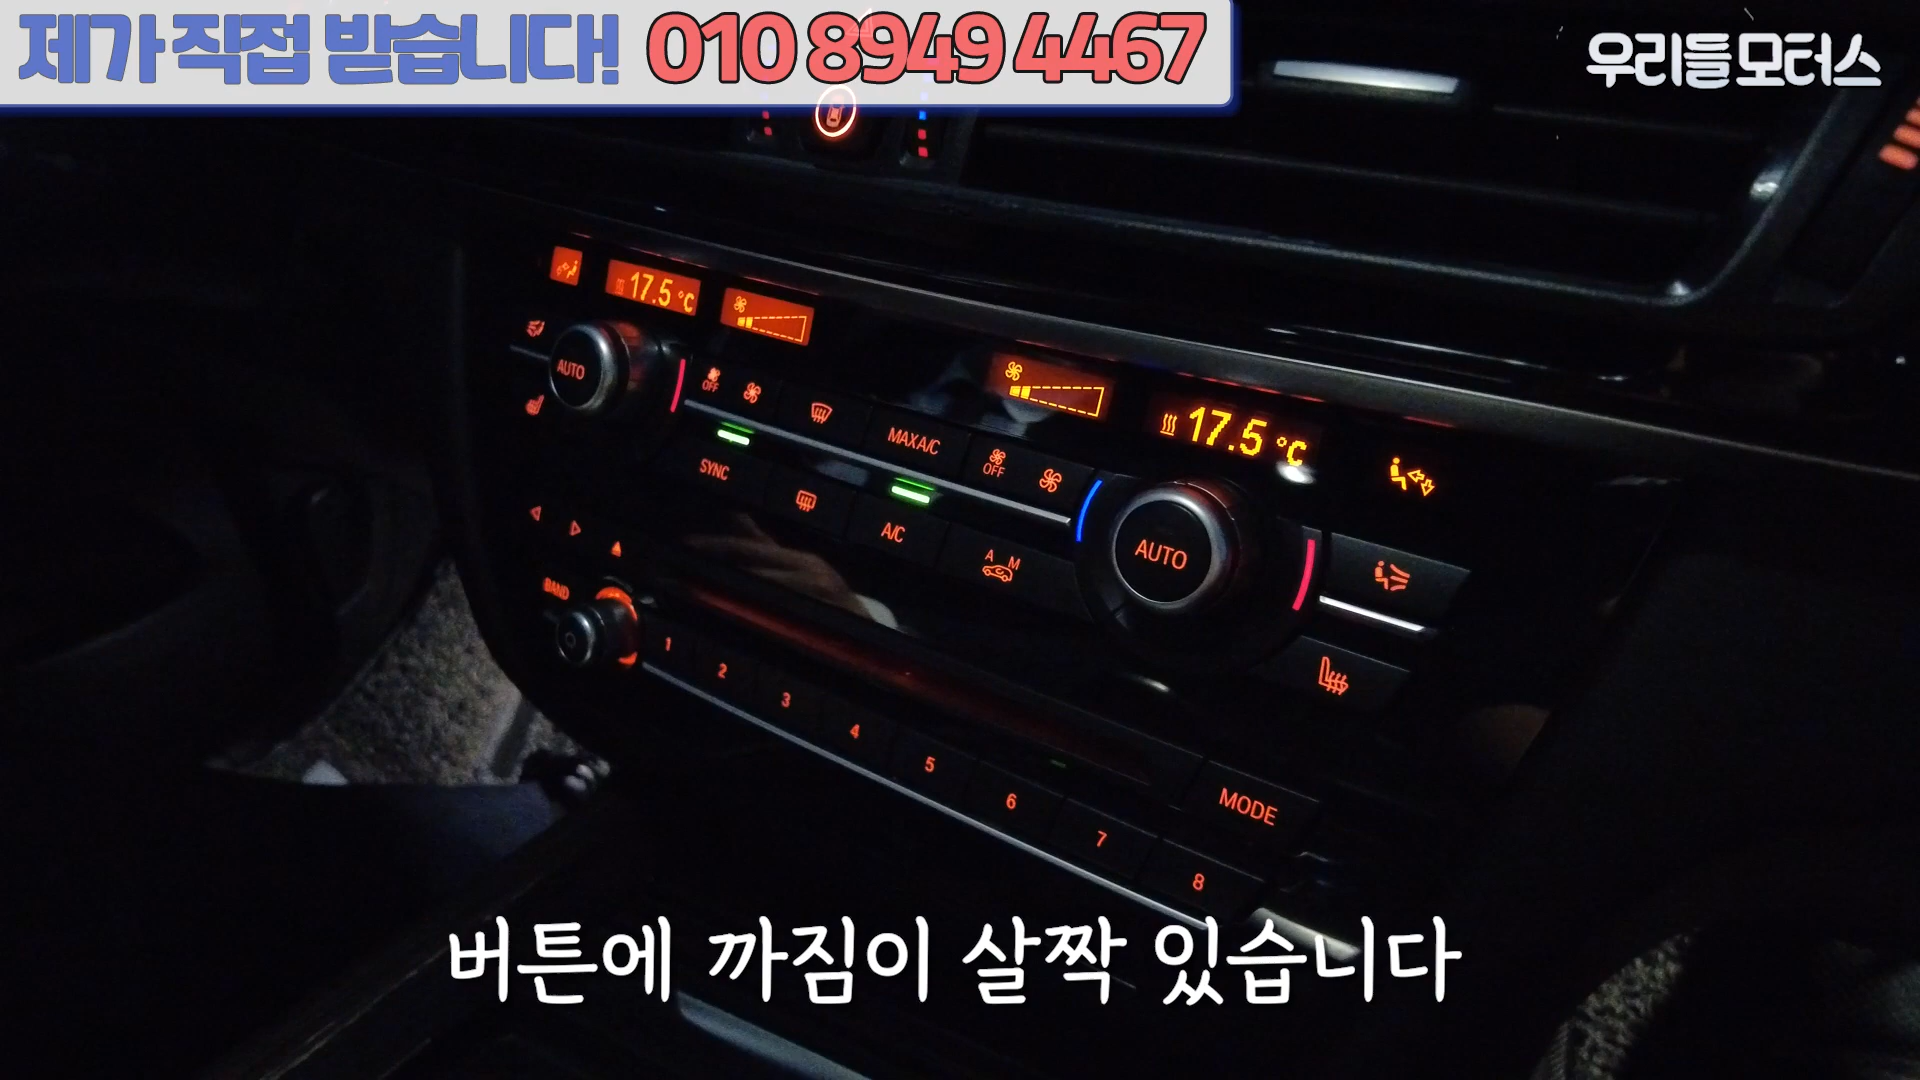 제가 직접 받습니다! 010 8949 4467
우리들모터스
17.5 °C
17.5 °C
AUTO
OFF
MAX A/C
OFF
SYNC
A/C
A M
AUTO
BAND
1 2 3 4 5 6 7 8
MODE
버튼에 까짐이 살짝 있습니다